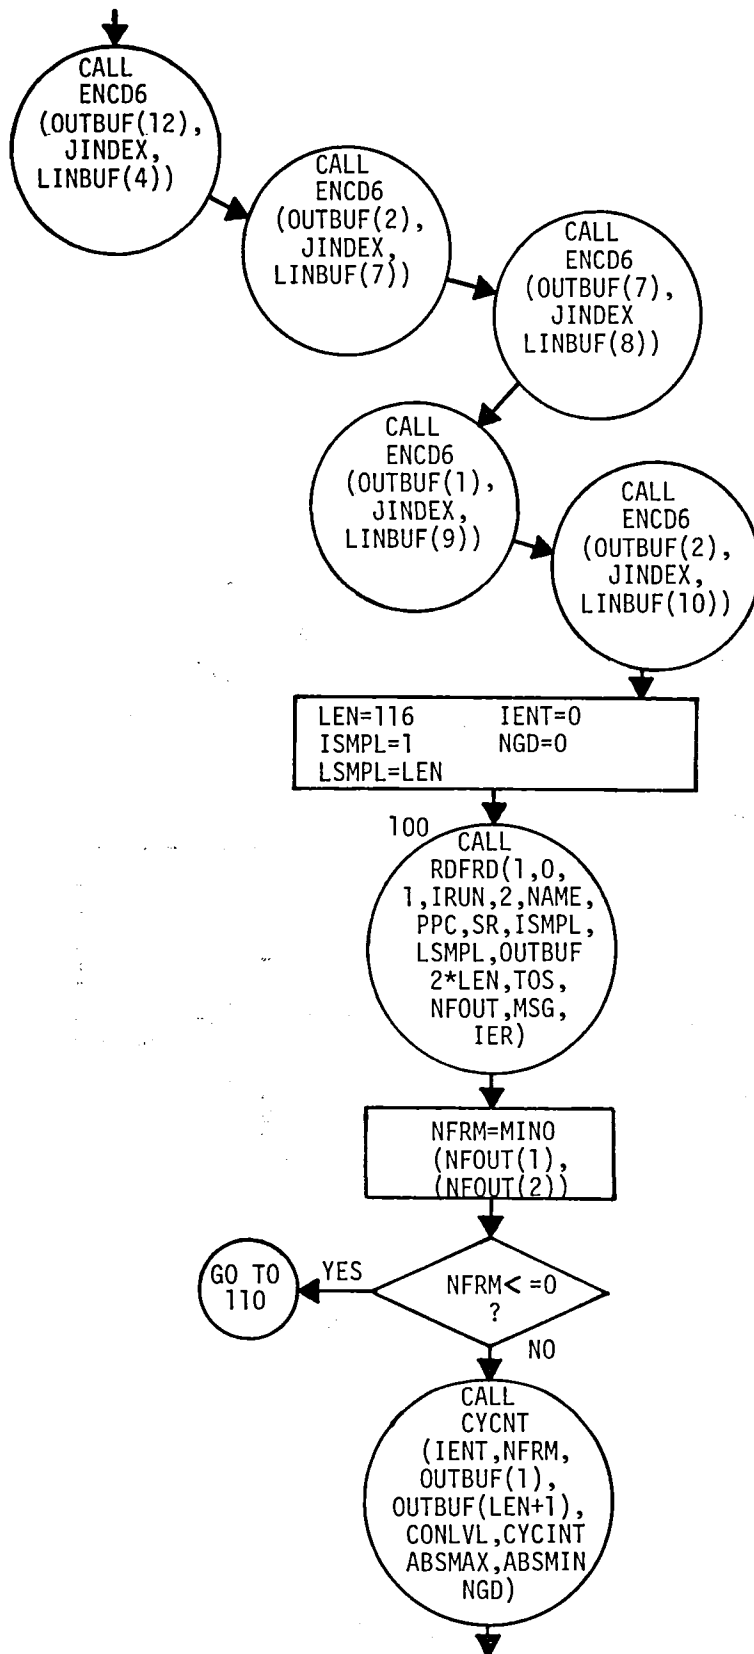 CALL
ENCD6
(OUTBUF(12),
JINDEX,
LINBUF(4))
CALL
ENCD6
(OUTBUF(2),
JINDEX,
LINBUF(7))
CALL
ENCD6
(OUTBUF(7),
JINDEX
LINBUF(8))
CALL
ENCD6
(OUTBUF(1),
JINDEX,
LINBUF(9))
CALL
ENCD6
(OUTBUF(2),
JINDEX,
LINBUF(10))
LEN=116 IENT=0
ISMPL=1 NGD=0
LSMPL=LEN
100
CALL
RDFRD(1,0,
1,IRUN,2,NAME,
PPC,SR,ISMPL,
LSMPL,OUTBUF
2*LEN,TOS,
NFOUT,MSG,
IER)
NFRM=MINO
(NFOUT(1),
(NFOUT(2))
NFRM< =0
?
YES
GO TO
110
NO
CALL
CYCNT
(IENT,NFRM,
OUTBUF(1),
OUTBUF(LEN+1),
CONLVL,CYCINT
ABSMAX,ABSMIN
NGD)